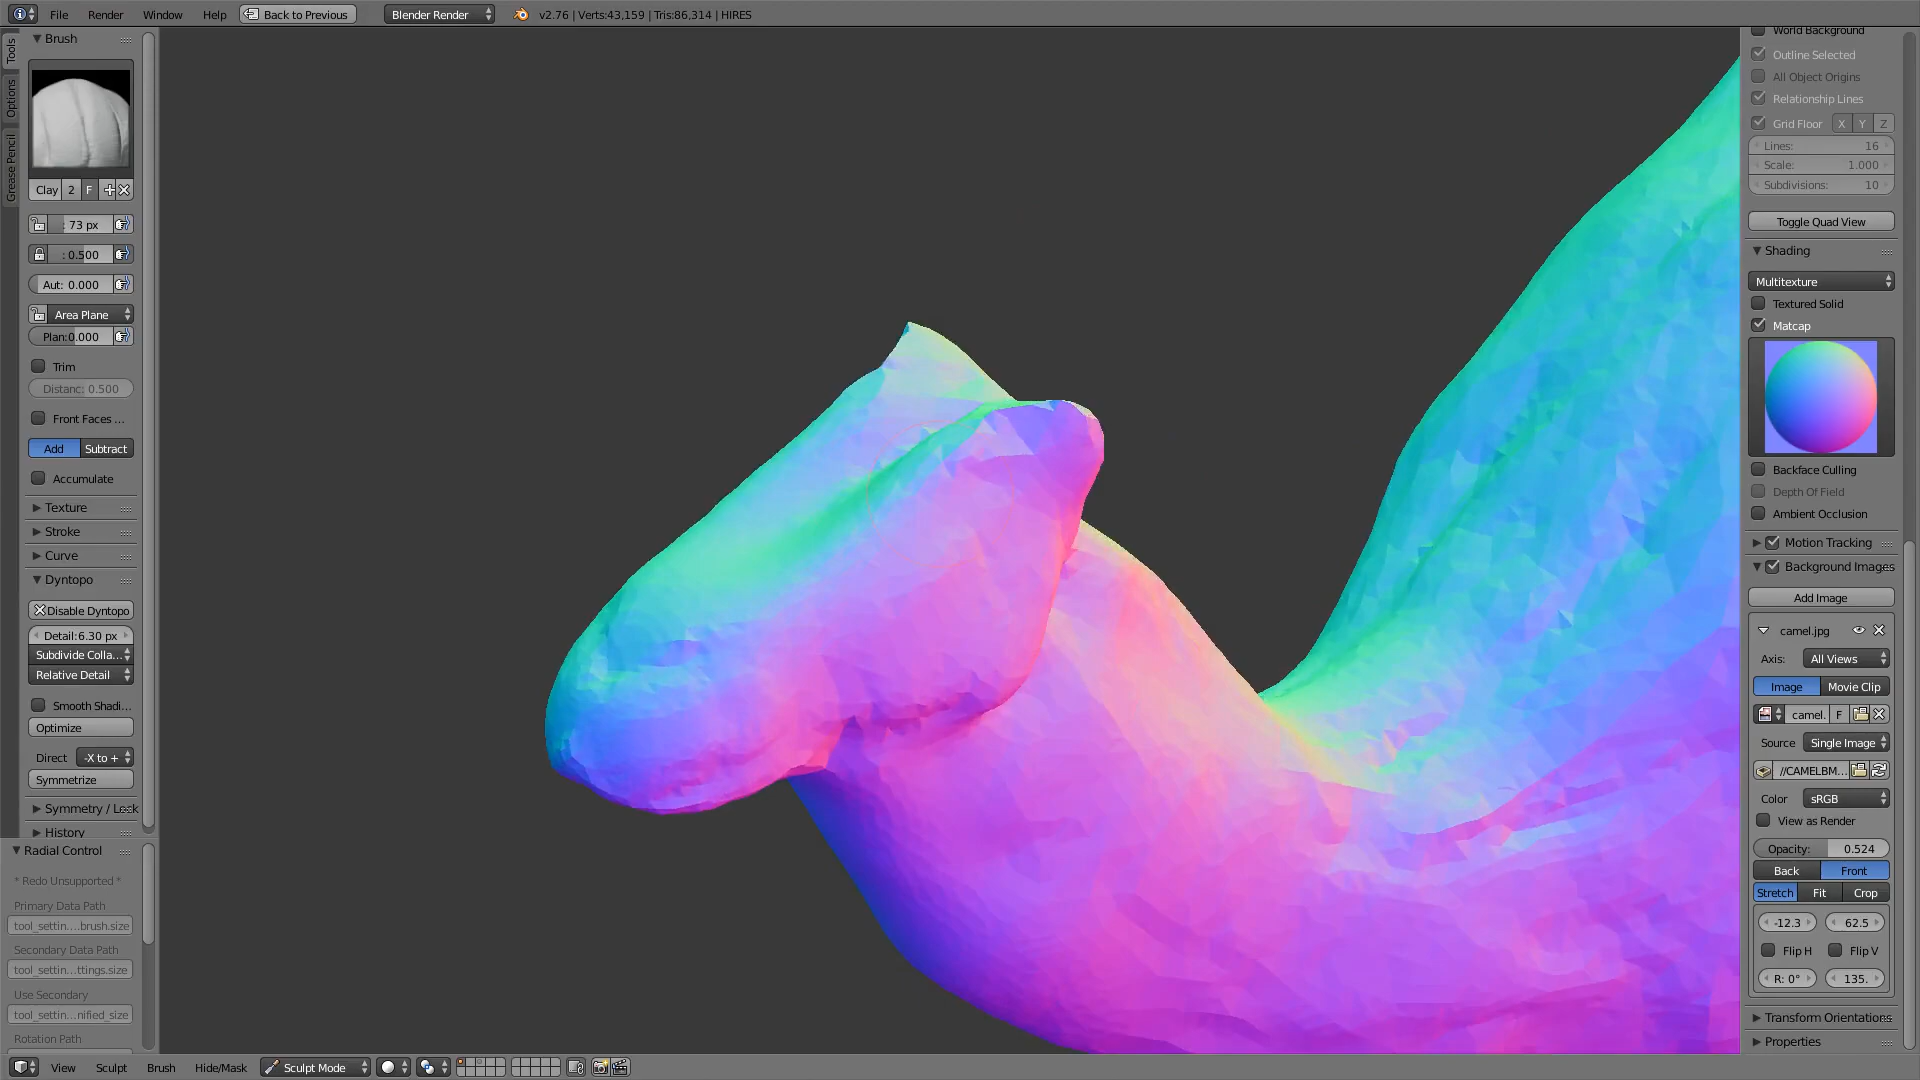 File Render Window Help Back to Previous Blender Render v2.76 | Verts:43,159 | Tris:86,314 | HIRES
Tools
Options
Grease Pencil
Brush
Clay 2 F
: 73 px
: 0.500
Aut: 0.000
Area Plane
Plan:0.000
Trim
Distanc: 0.500
Front Faces ...
Add Subtract
Accumulate
Texture
Stroke
Curve
Dyntopo
Disable Dyntopo
Detail:6.30 px
Subdivide Colla...
Relative Detail
Smooth Shadi...
Optimize
Direct -X to +
Symmetrize
Symmetry / Lock
History
Radial Control
* Redo Unsupported *
Primary Data Path
tool_settin...brush.size
Secondary Data Path
tool_settin...ttings.size
Use Secondary
tool_settin...nified_size
Rotation Path
World Background
Outline Selected
All Object Origins
Relationship Lines
Grid Floor X Y Z
Lines: 16
Scale: 1.000
Subdivisions: 10
Toggle Quad View
Shading
Multitexture
Textured Solid
Matcap
Backface Culling
Depth Of Field
Ambient Occlusion
Motion Tracking
Background Images
Add Image
camel.jpg
Axis: All Views
Image Movie Clip
camel. F
Source Single Image
//CAMELBM...
Color sRGB
View as Render
Opacity: 0.524
Back Front
Stretch Fit Crop
-12.3 62.5
Flip H Flip V
R: 0° 135.
Transform Orientations
Properties
View Sculpt Brush Hide/Mask Sculpt Mode